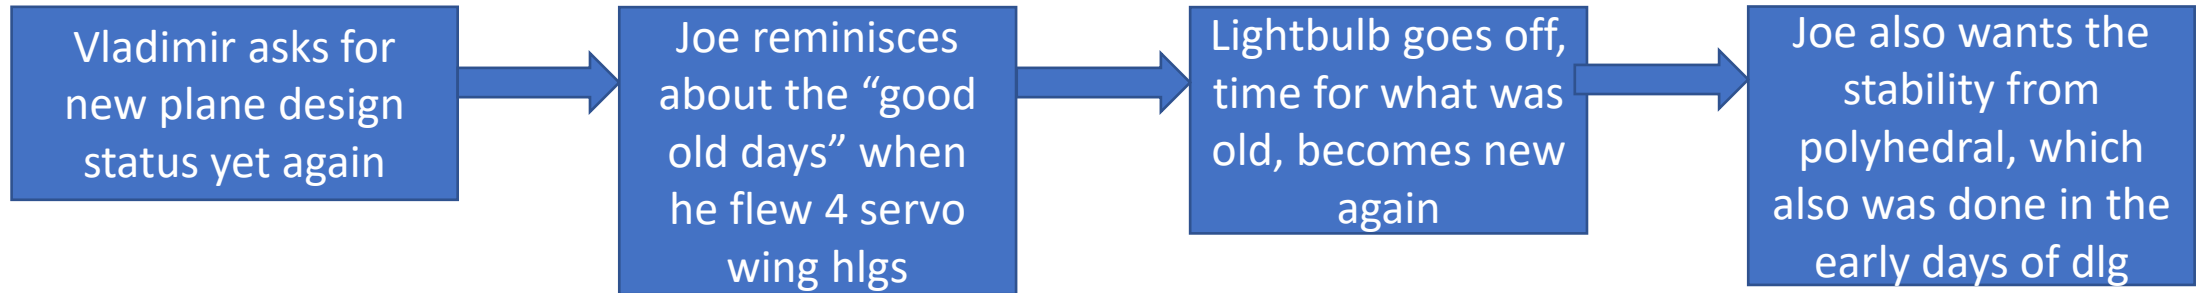 Vladimir asks for
new plane design
status yet again
Joe reminisces
about the “good
old days” when
he flew 4 servo
wing hlgs
Lightbulb goes off,
time for what was
old, becomes new
again
Joe also wants the
stability from
polyhedral, which
also was done in the
early days of dlg